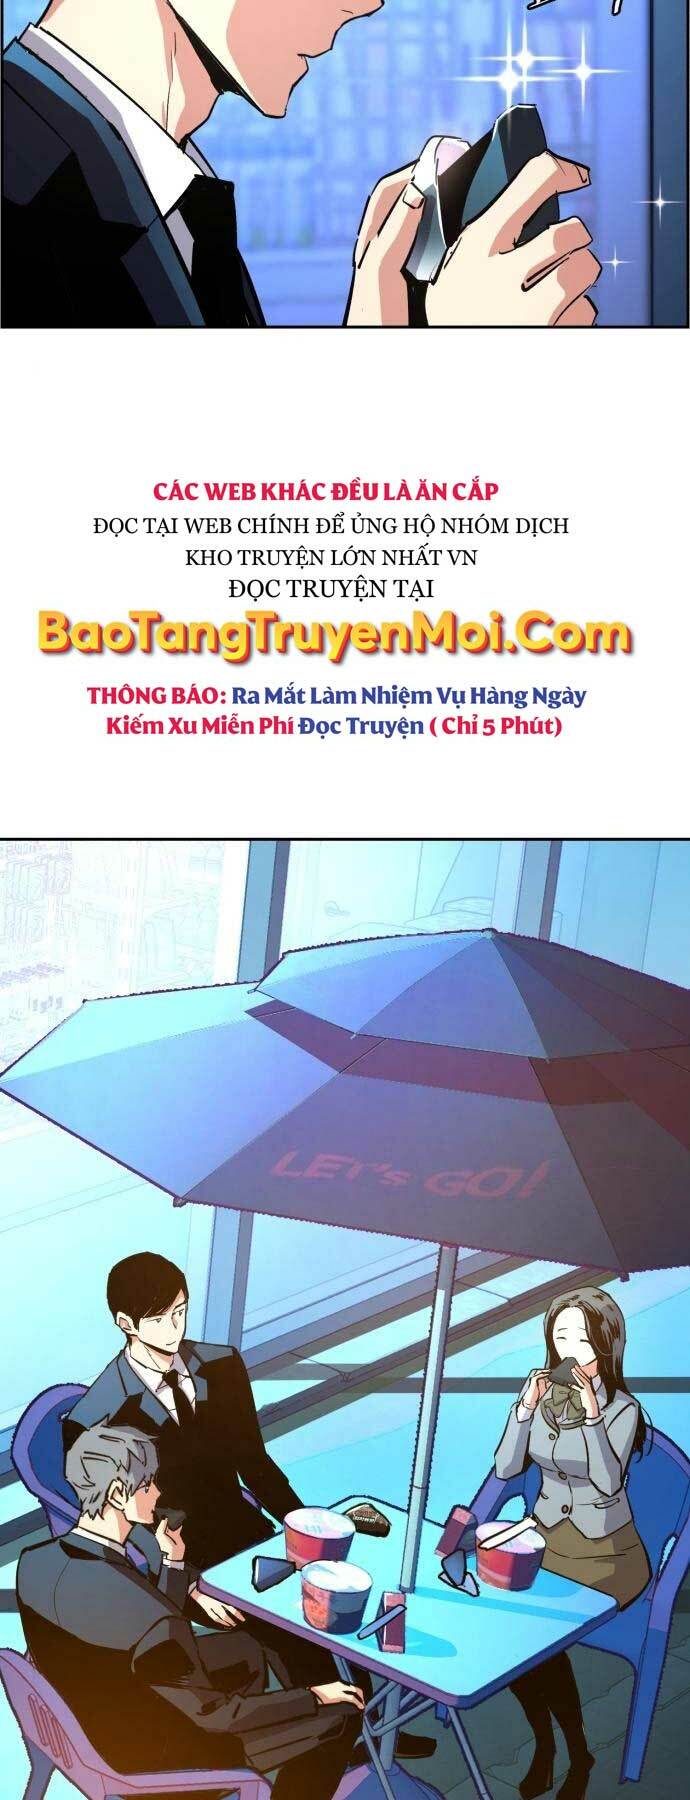 CÁC WEB KHÁC ĐỀU LÀ ĂN CẮP
ĐỌC TẠI WEB CHÍNH ĐỂ ỦNG HỘ NHÓM DỊCH
KHO TRUYỆN LỚN NHẤT VN
ĐỌC TRUYỆN TẠI
BaoTangTruyenMoi.Com
THÔNG BÁO: Ra Mắt Làm Nhiệm Vụ Hàng Ngày
Kiếm Xu Miễn Phí Đọc Truyện ( Chỉ 5 Phút)
LET's GO!